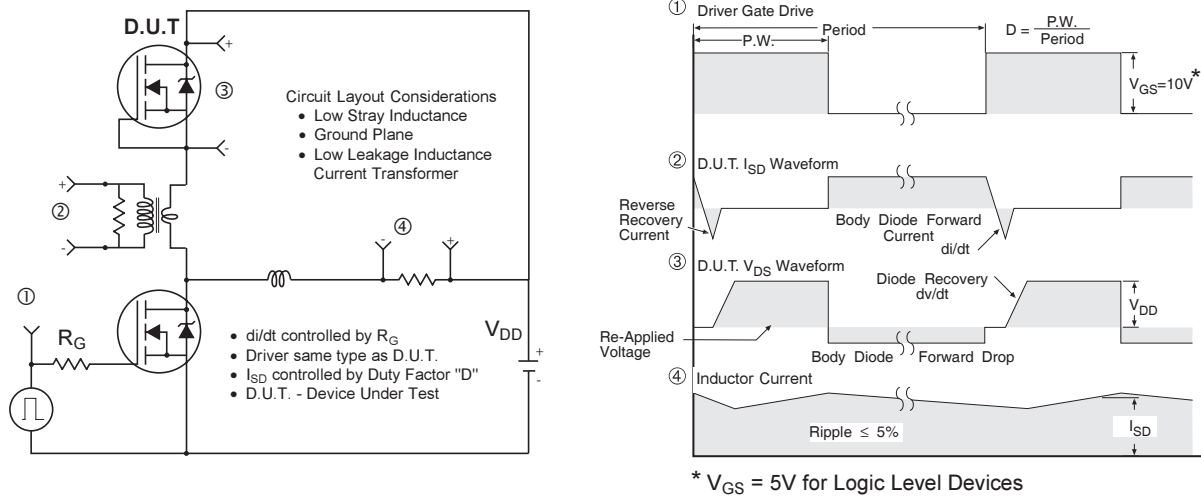 D.U.T
+
③
-
Circuit Layout Considerations
• Low Stray Inductance
• Ground Plane
• Low Leakage Inductance
Current Transformer
+
②
-
④
- +
①
R_G
V_DD
+
-
• di/dt controlled by R_G
• Driver same type as D.U.T.
• I_SD controlled by Duty Factor "D"
• D.U.T. - Device Under Test
① Driver Gate Drive
P.W.
Period
D = P.W. / Period
V_GS=10V*
② D.U.T. I_SD Waveform
Reverse
Recovery
Current
Body Diode Forward
Current
di/dt
③ D.U.T. V_DS Waveform
Diode Recovery
dv/dt
V_DD
Re-Applied
Voltage
Body Diode Forward Drop
④ Inductor Current
Ripple ≤ 5%
I_SD
* V_GS = 5V for Logic Level Devices